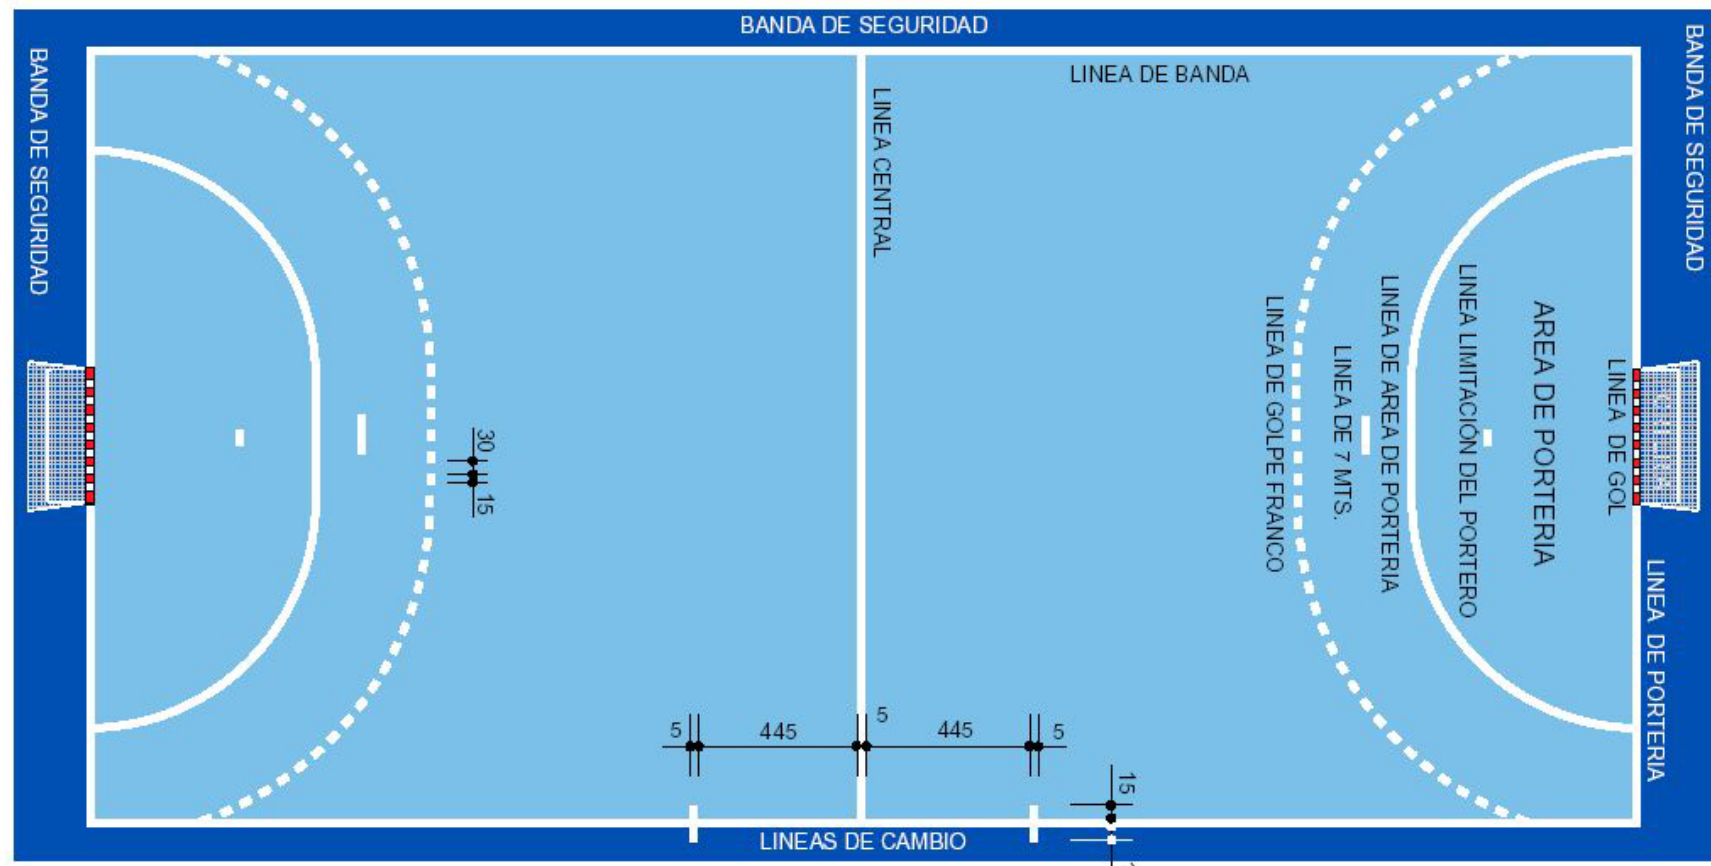 BANDA DE SEGURIDAD
BANDA DE SEGURIDAD
BANDA DE SEGURIDAD
LINEA DE BANDA
LINEA CENTRAL
LINEA DE GOLPE FRANCO
LINEA DE 7 MTS.
LINEA DE AREA DE PORTERIA
LINEA LIMITACIÓN DEL PORTERO
AREA DE PORTERIA
LINEA DE GOL
LINEA DE PORTERIA
30
15
5
445
5
445
5
15
LINEAS DE CAMBIO